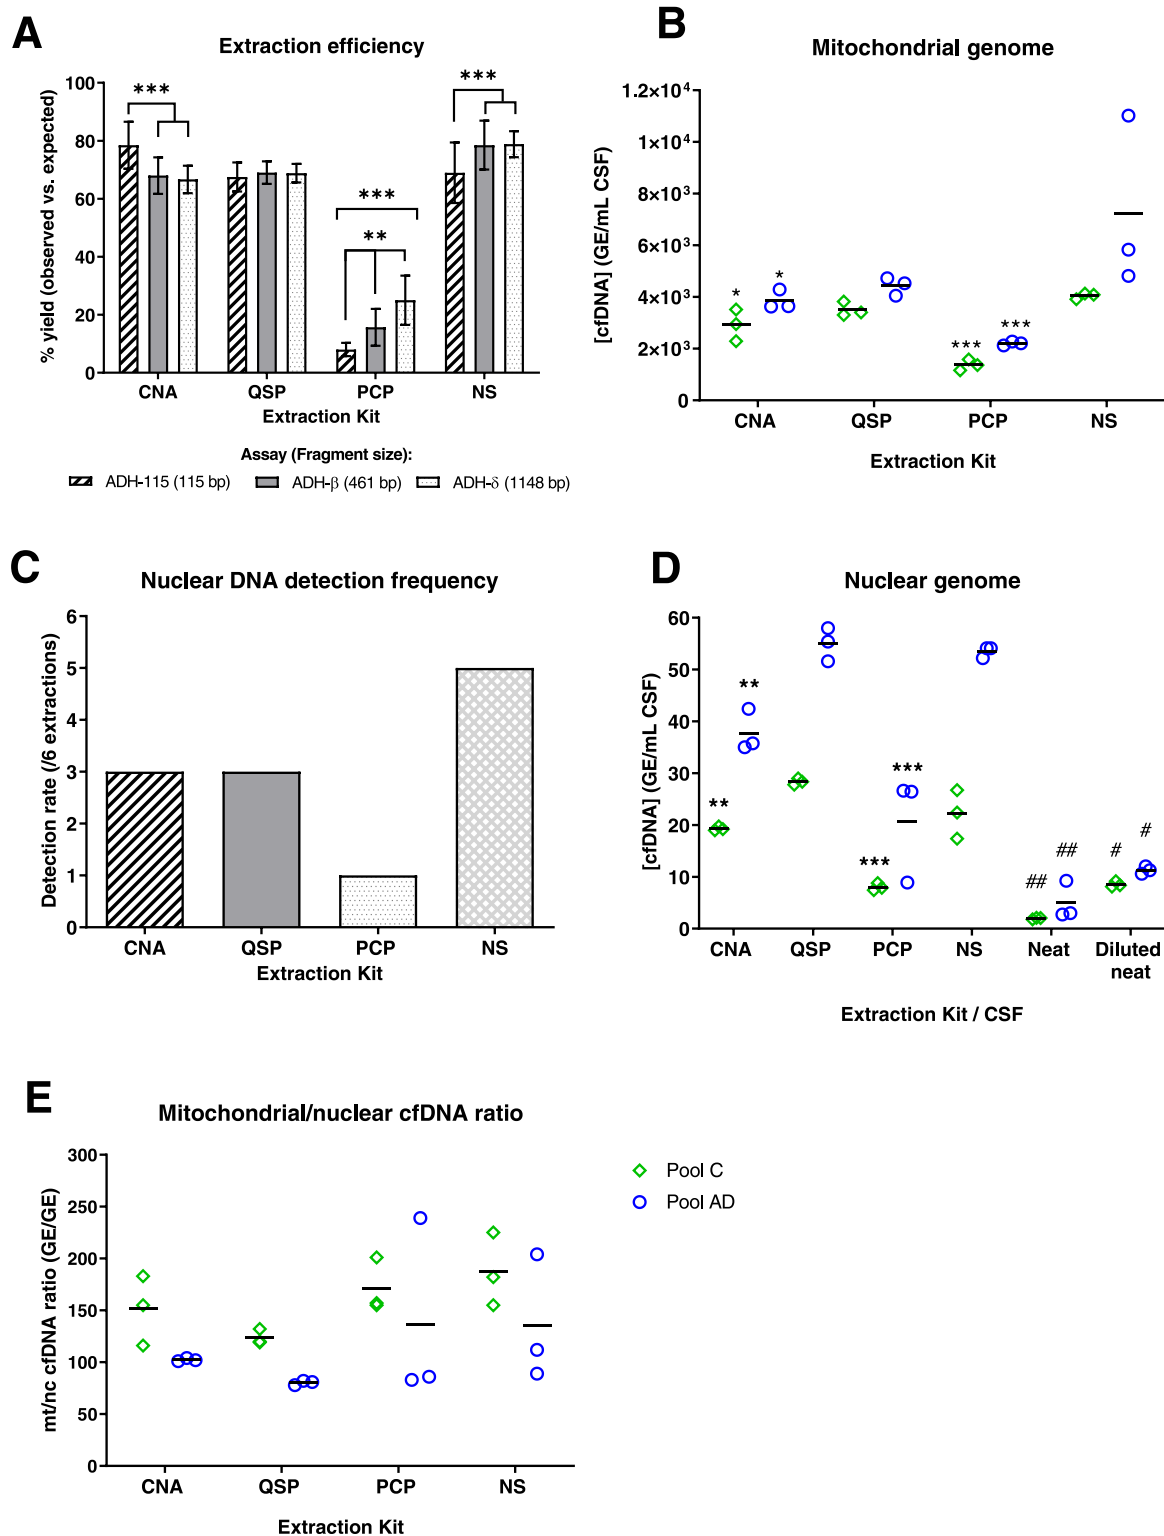 A
Extraction efficiency
% yield (observed vs. expected)
100
80
60
40
20
0
***
***
**
***
CNA QSP PCP NS
Extraction Kit
Assay (Fragment size):
ADH-115 (115 bp) ADH-β (461 bp) ADH-δ (1148 bp)
B
Mitochondrial genome
[cfDNA] (GE/mL CSF)
1.2×10⁴
1×10⁴
8×10³
6×10³
4×10³
2×10³
0
* *
*** ***
CNA QSP PCP NS
Extraction Kit
C
Nuclear DNA detection frequency
Detection rate (/6 extractions)
6
5
4
3
2
1
0
CNA QSP PCP NS
Extraction Kit
D
Nuclear genome
[cfDNA] (GE/mL CSF)
60
50
40
30
20
10
0
** **
*** ***
## ##
# #
CNA QSP PCP NS Neat Diluted
neat
Extraction Kit / CSF
E
Mitochondrial/nuclear cfDNA ratio
mt/nc cfDNA ratio (GE/GE)
300
250
200
150
100
50
0
CNA QSP PCP NS
Extraction Kit
Pool C
Pool AD